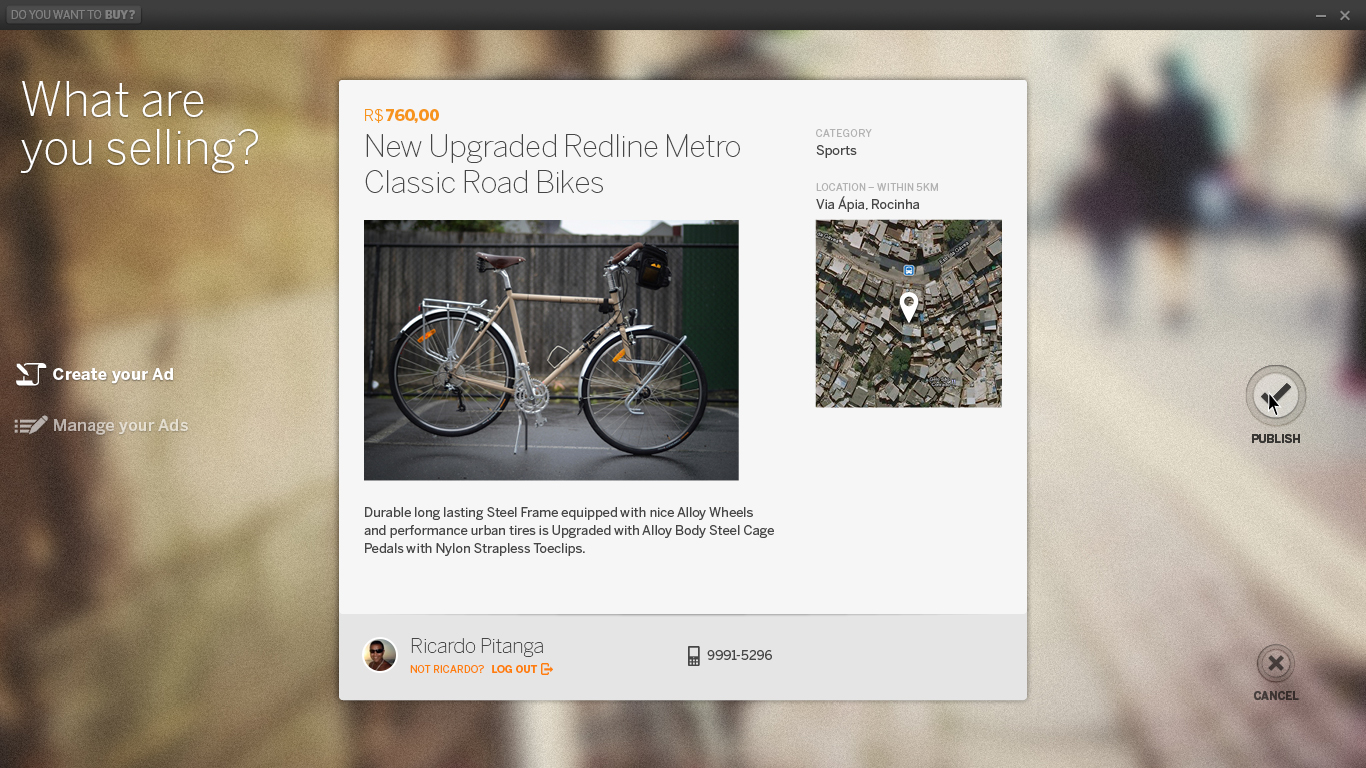 DO YOU WANT TO BUY?
What are
you selling?
Create your Ad
Manage your Ads
R$ 760,00
New Upgraded Redline Metro
Classic Road Bikes
CATEGORY
Sports
LOCATION – WITHIN 5KM
Via Ápia, Rocinha
Durable long lasting Steel Frame equipped with nice Alloy Wheels
and performance urban tires is Upgraded with Alloy Body Steel Cage
Pedals with Nylon Strapless Toeclips.
Ricardo Pitanga
NOT RICARDO? LOG OUT
9991-5296
PUBLISH
CANCEL